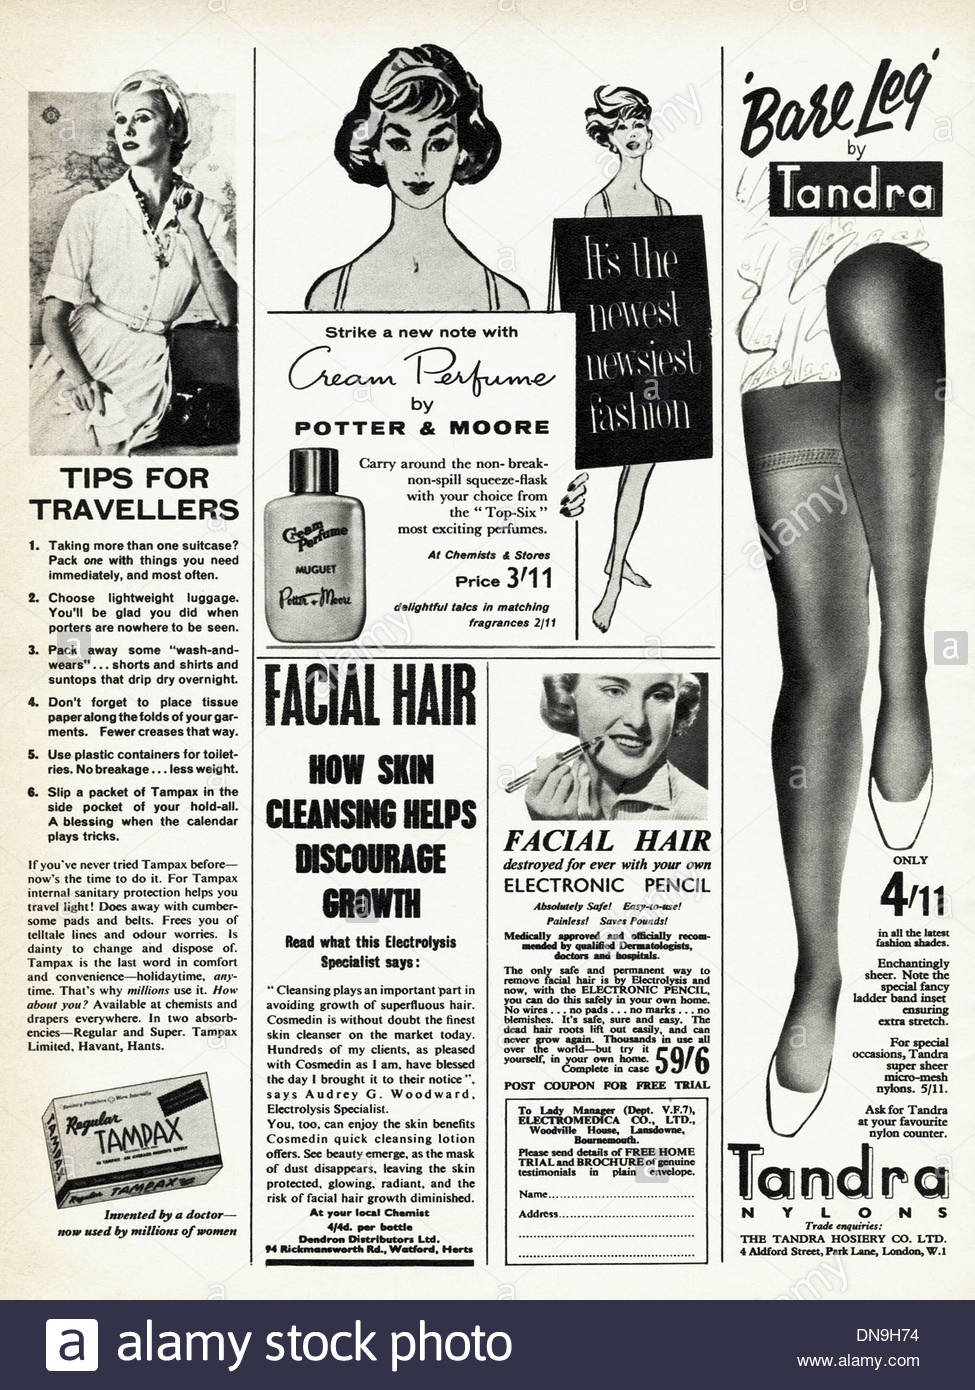 TIPS FOR
TRAVELLERS
1. Taking more than one suitcase?
Pack one with things you need
immediately, and most often.
2. Choose lightweight luggage.
You'll be glad you did when
porters are nowhere to be seen.
3. Pack away some "wash-and-
wears"... shorts and shirts and
suntops that drip dry overnight.
4. Don't forget to place tissue
paper along the folds of your gar-
ments. Fewer creases that way.
5. Use plastic containers for toilet-
ries. No breakage... less weight.
6. Slip a packet of Tampax in the
side pocket of your hold-all.
A blessing when the calendar
plays tricks.
If you've never tried Tampax before—
now's the time to do it. For Tampax
internal sanitary protection helps you
travel light! Does away with cumber-
some pads and belts. Frees you of
telltale lines and odour worries. Is
dainty to change and dispose of.
Tampax is the last word in comfort
and convenience—holidaytime, any-
time. That's why millions use it. How
about you? Available at chemists and
drapers everywhere. In two absorb-
encies—Regular and Super. Tampax
Limited, Havant, Hants.
Regular
TAMPAX
TAMPAX
Regular TAMPAX
Invented by a doctor—
now used by millions of women
It's the
newest
newsiest
fashion
Strike a new note with
Cream Perfume
by
POTTER & MOORE
Carry around the non-break-
non-spill squeeze-flask
with your choice from
the "Top-Six"
most exciting perfumes.
At Chemists & Stores
Price 3/11
delightful talcs in matching
fragrances 2/11
Cream
Perfume
MUGUET
Potter + Moore
FACIAL HAIR
HOW SKIN
CLEANSING HELPS
DISCOURAGE
GROWTH
Read what this Electrolysis
Specialist says:
"Cleansing plays an important part in
avoiding growth of superfluous hair.
Cosmedin is without doubt the finest
skin cleanser on the market today.
Hundreds of my clients, as pleased
with Cosmedin as I am, have blessed
the day I brought it to their notice",
says Audrey G. Woodward,
Electrolysis Specialist.
You, too, can enjoy the skin benefits
Cosmedin quick cleansing lotion
offers. See beauty emerge, as the mask
of dust disappears, leaving the skin
protected, glowing, radiant, and the
risk of facial hair growth diminished.
At your local Chemist
4/4d. per bottle
Dendron Distributors Ltd.
94 Rickmansworth Rd., Watford, Herts
FACIAL HAIR
destroyed for ever with your own
ELECTRONIC PENCIL
Absolutely Safe! Easy-to-use!
Painless! Saves Pounds!
Medically approved and officially recom-
mended by qualified Dermatologists,
doctors and hospitals.
The only safe and permanent way to
remove facial hair is by Electrolysis and
now, with the ELECTRONIC PENCIL,
you can do this safely in your own home.
No wires... no pads... no marks... no
blemishes. It's safe, sure and easy. The
dead hair roots lift out easily, and can
never grow again. Thousands in use all
over the world—but try it
yourself, in your own home.
Complete in case 59/6
POST COUPON FOR FREE TRIAL
To Lady Manager (Dept. V.F.7),
ELECTROMEDICA CO., LTD.,
Woodville House, Lansdowne,
Bournemouth.
Please send details of FREE HOME
TRIAL and BROCHURE of genuine
testimonials in plain envelope.
Name
Address
'Bare Leg'
by
Tandra
ONLY
4/11
in all the latest
fashion shades.
Enchantingly
sheer. Note the
special fancy
ladder band inset
ensuring
extra stretch.
For special
occasions, Tandra
super sheer
micro-mesh
nylons. 5/11.
Ask for Tandra
at your favourite
nylon counter.
Tandra
NYLONS
Trade enquiries:
THE TANDRA HOSIERY CO. LTD.
4 Aldford Street, Park Lane, London, W.1
a alamy stock photo
DN9H74
www.alamy.com